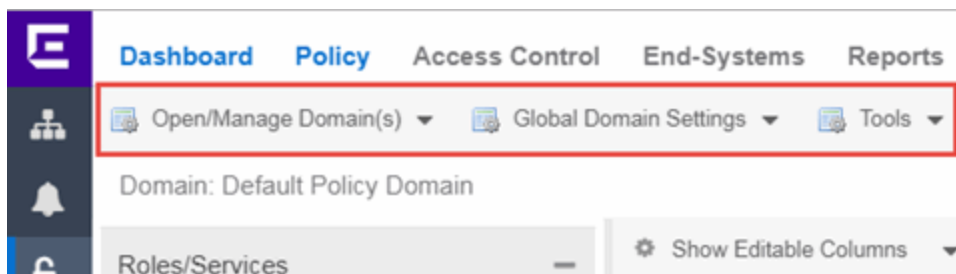 Dashboard Policy Access Control End-Systems Reports
Open/Manage Domain(s) Global Domain Settings Tools
Domain: Default Policy Domain
Roles/Services
Show Editable Columns